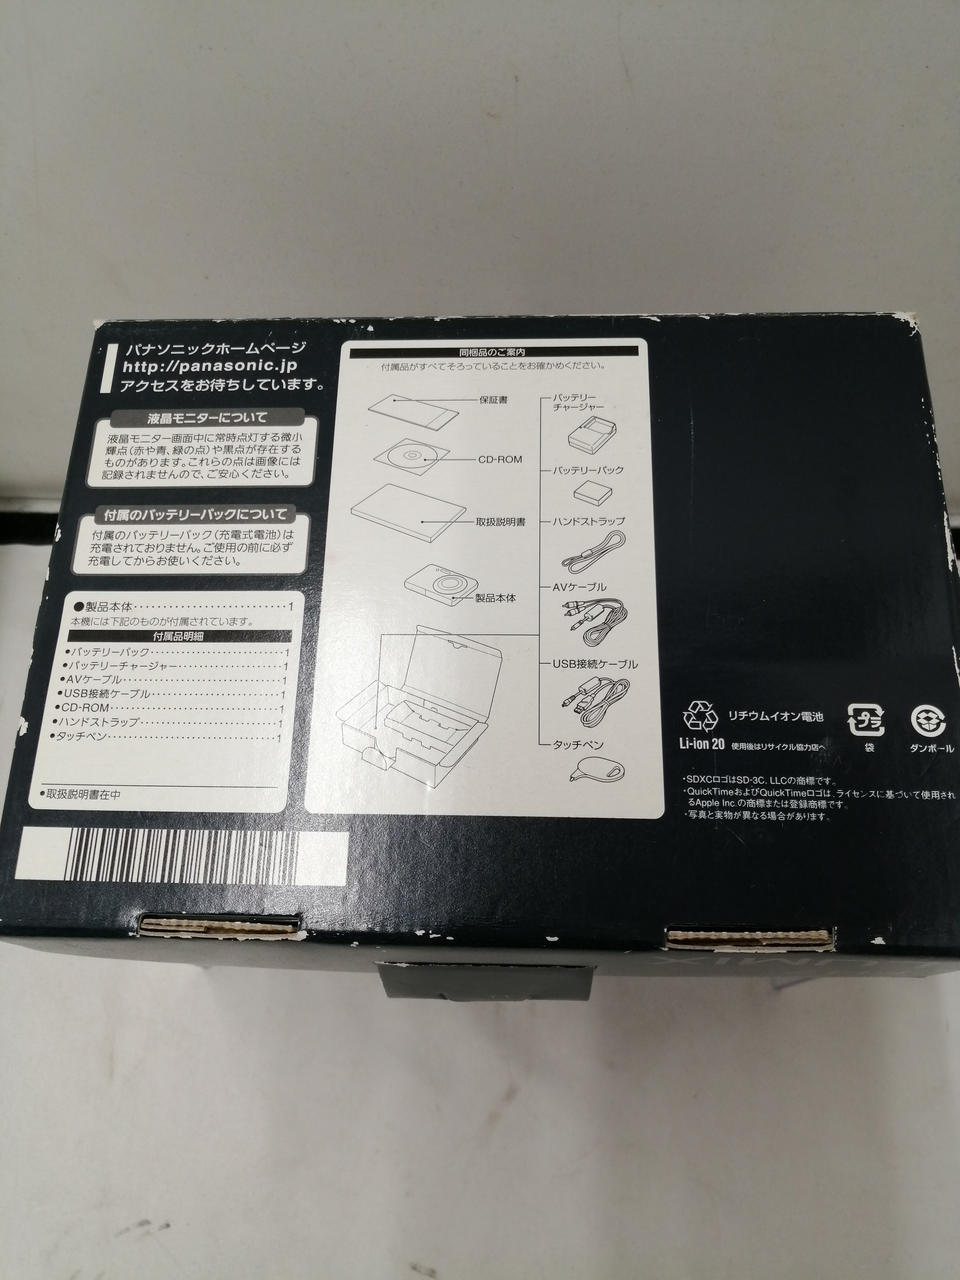 パナソニックホームページ
http://panasonic.jp
アクセスをお待ちしています。
液晶モニターについて
液晶モニター画面中に常時点灯する微小
輝点(赤や青、緑の点)や黒点が存在する
ものがあります。これらの点は画像には
記録されませんので、ご安心ください。
付属のバッテリーパックについて
付属のバッテリーパック(充電式電池)は
充電されておりません。ご使用の前に必ず
充電してからお使いください。
●製品本体 1
本機には下記のものが付属されています。
付属品明細
●バッテリーパック 1
●バッテリーチャージャー 1
●AVケーブル 1
●USB接続ケーブル 1
●CD-ROM 1
●ハンドストラップ 1
●タッチペン 1
●取扱説明書在中
同梱品のご案内
付属品がすべてそろっていることをお確かめください。
保証書
CD-ROM
取扱説明書
製品本体
バッテリー
チャージャー
バッテリーパック
ハンドストラップ
AVケーブル
USB接続ケーブル
タッチペン
リチウムイオン電池
Li-ion 20 使用後はリサイクル協力店へ
プラ
袋
ダンボール
・SDXCロゴはSD-3C, LLCの商標です。
・QuickTimeおよびQuickTimeロゴは、ライセンスに基づいて使用され
るApple Inc.の商標または登録商標です。
・写真と実物が異なる場合があります。
LUMIX